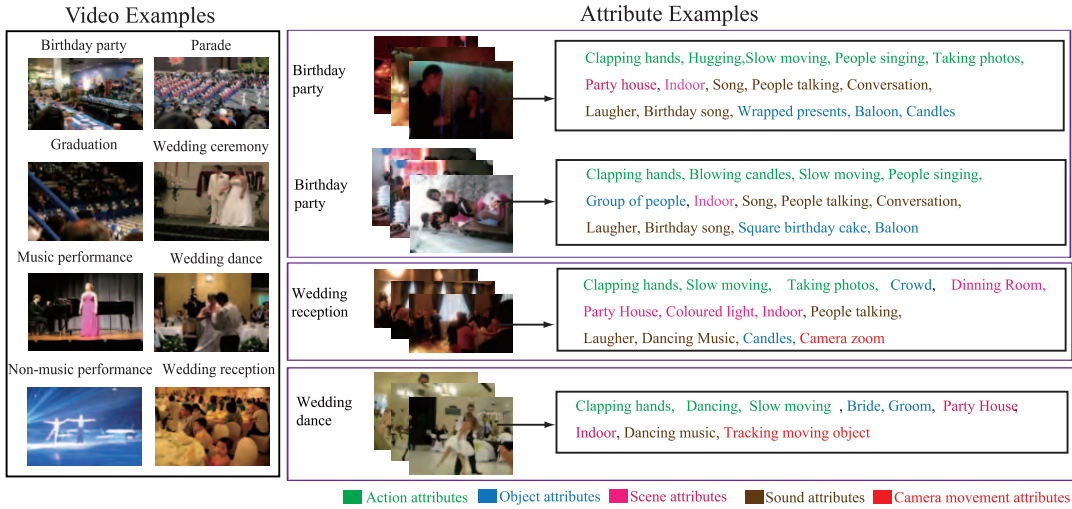 Video Examples
Attribute Examples
Birthday party
Parade
Graduation
Wedding ceremony
Music performance
Wedding dance
Non-music performance
Wedding reception
Birthday
party
Clapping hands, Hugging,Slow moving, People singing, Taking photos,
Party house, Indoor, Song, People talking, Conversation,
Laugher, Birthday song, Wrapped presents, Baloon, Candles
Birthday
party
Clapping hands, Blowing candles, Slow moving, People singing,
Group of people, Indoor, Song, People talking, Conversation,
Laugher, Birthday song, Square birthday cake, Baloon
Wedding
reception
Clapping hands, Slow moving, Taking photos, Crowd, Dinning Room,
Party House, Coloured light, Indoor, People talking,
Laugher, Dancing Music, Candles, Camera zoom
Wedding
dance
Clapping hands, Dancing, Slow moving , Bride, Groom, Party House,
Indoor, Dancing music, Tracking moving object
Action attributes
Object attributes
Scene attributes
Sound attributes
Camera movement attributes